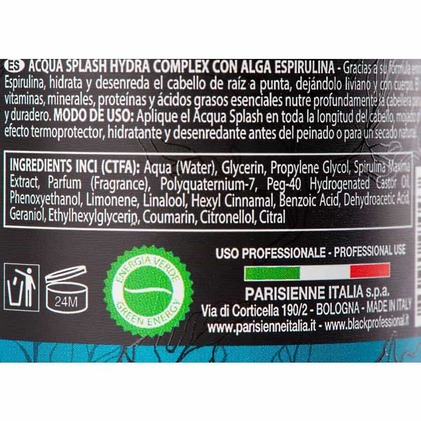 ES ACQUA SPLASH HYDRA COMPLEX CON ALGA ESPIRULINA - Gracias a su fórmula en
Espirulina, hidrata y desenreda el cabello de raíz a punta, dejándolo liviano y con cuerpo. E
vitaminas, minerales, proteínas y ácidos grasos esenciales nutre profundamente la cabellera
y duradero. MODO DE USO: Aplique el Acqua Splash en toda la longitud del cabello, mojado
efecto termoprotector, hidratante y desenredante antes del peinado o para un secado natural.
INGREDIENTS INCI (CTFA): Aqua (Water), Glycerin, Propylene Glycol, Spirulina Maxima
Extract, Parfum (Fragrance), Polyquaternium-7, Peg-40 Hydrogenated Castor Oil,
Phenoxyethanol, Limonene, Linalool, Hexyl Cinnamal, Benzoic Acid, Dehydroacetic Acid,
Geraniol, Ethylhexylglycerin, Coumarin, Citronellol, Citral
24M
ENERGIA VERDE
GREEN ENERGY
USO PROFESSIONALE - PROFESSIONAL USE
PARISIENNE ITALIA s.p.a.
Via di Corticella 190/2 - BOLOGNA - MADE IN ITALY
www.parisienneitalia.it - www.blackprofessional.it